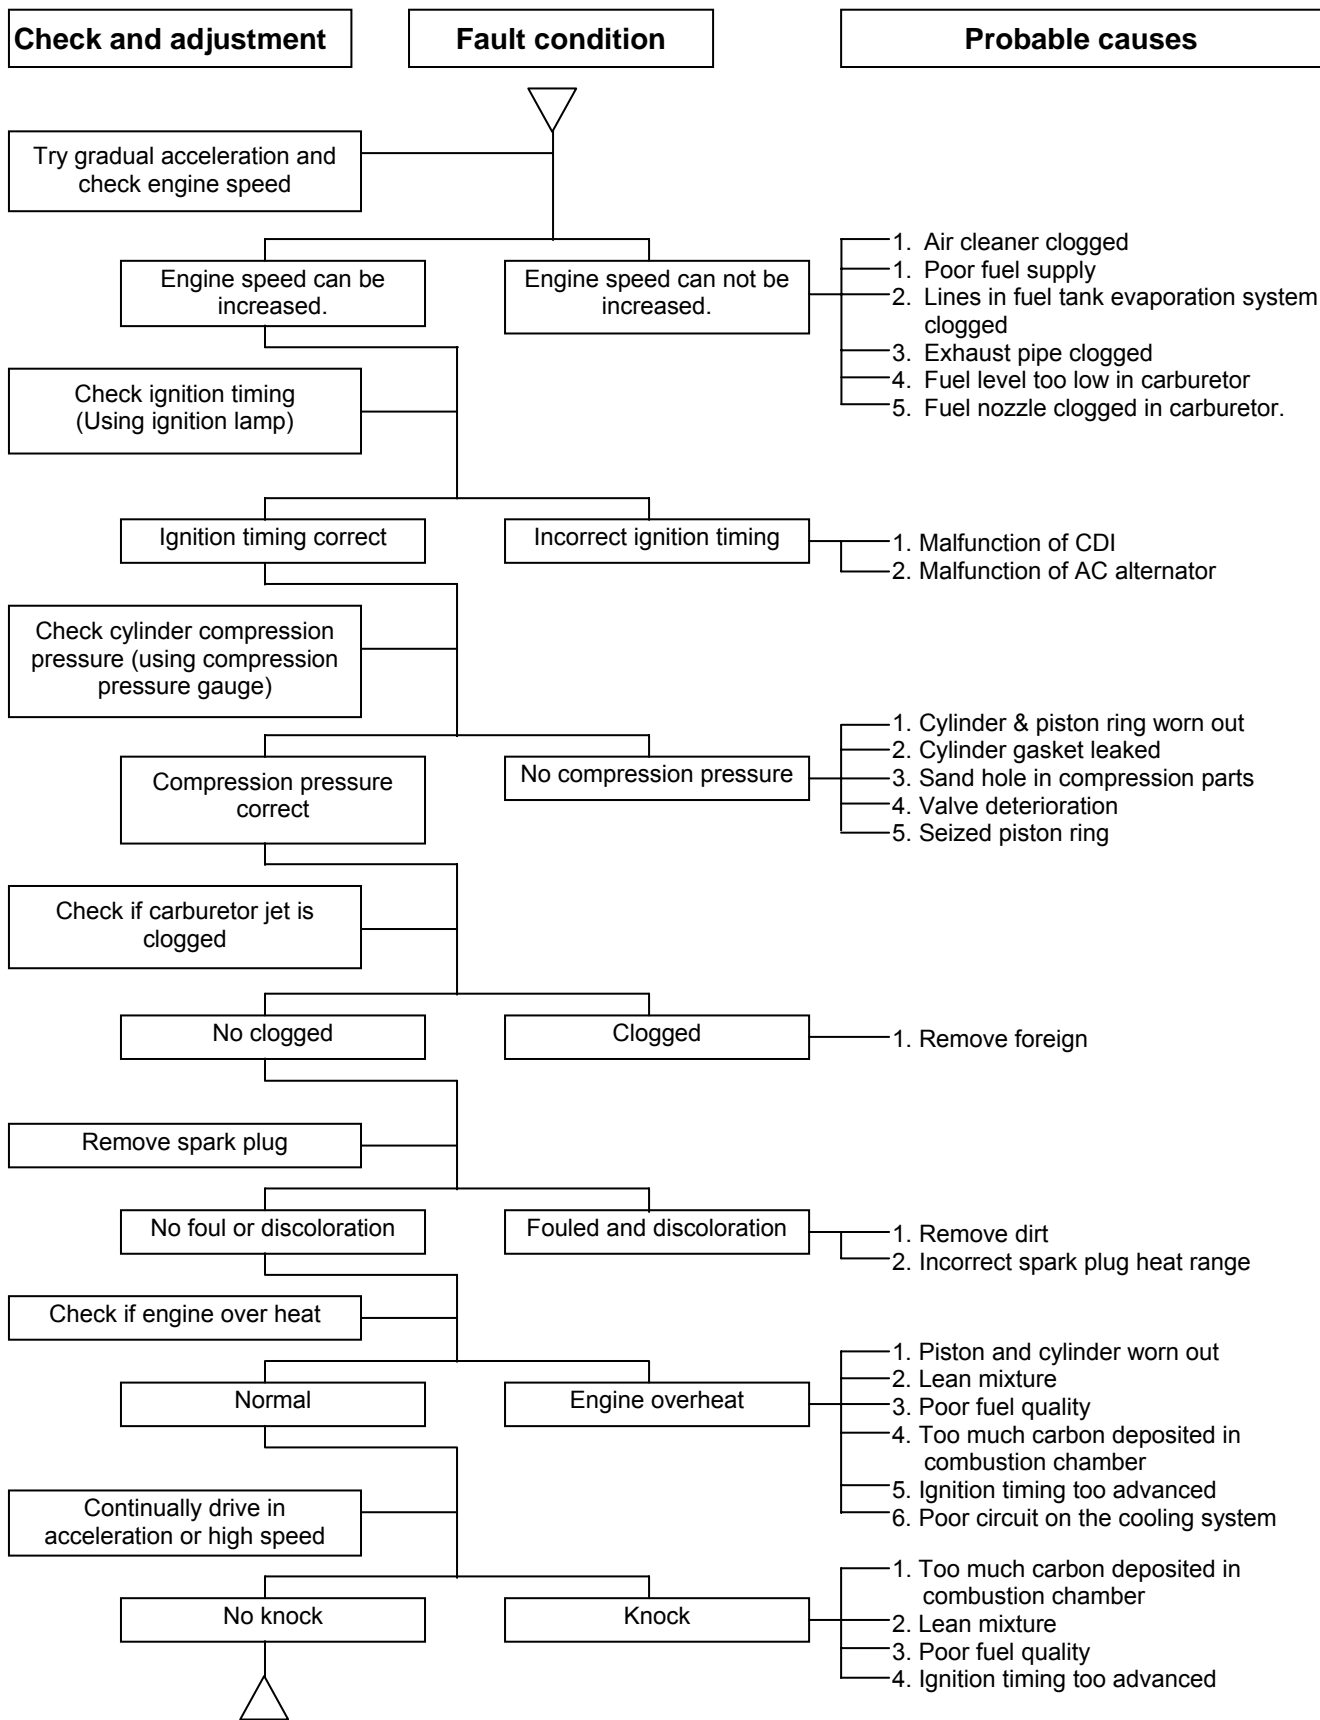 Check and adjustment
Fault condition
Probable causes
Try gradual acceleration and
check engine speed
Engine speed can be
increased.
Engine speed can not be
increased.
1. Air cleaner clogged
1. Poor fuel supply
2. Lines in fuel tank evaporation system
clogged
3. Exhaust pipe clogged
4. Fuel level too low in carburetor
5. Fuel nozzle clogged in carburetor.
Check ignition timing
(Using ignition lamp)
Ignition timing correct
Incorrect ignition timing
1. Malfunction of CDI
2. Malfunction of AC alternator
Check cylinder compression
pressure (using compression
pressure gauge)
Compression pressure
correct
No compression pressure
1. Cylinder & piston ring worn out
2. Cylinder gasket leaked
3. Sand hole in compression parts
4. Valve deterioration
5. Seized piston ring
Check if carburetor jet is
clogged
No clogged
Clogged
1. Remove foreign
Remove spark plug
No foul or discoloration
Fouled and discoloration
1. Remove dirt
2. Incorrect spark plug heat range
Check if engine over heat
Normal
Engine overheat
1. Piston and cylinder worn out
2. Lean mixture
3. Poor fuel quality
4. Too much carbon deposited in
combustion chamber
5. Ignition timing too advanced
6. Poor circuit on the cooling system
Continually drive in
acceleration or high speed
No knock
Knock
1. Too much carbon deposited in
combustion chamber
2. Lean mixture
3. Poor fuel quality
4. Ignition timing too advanced